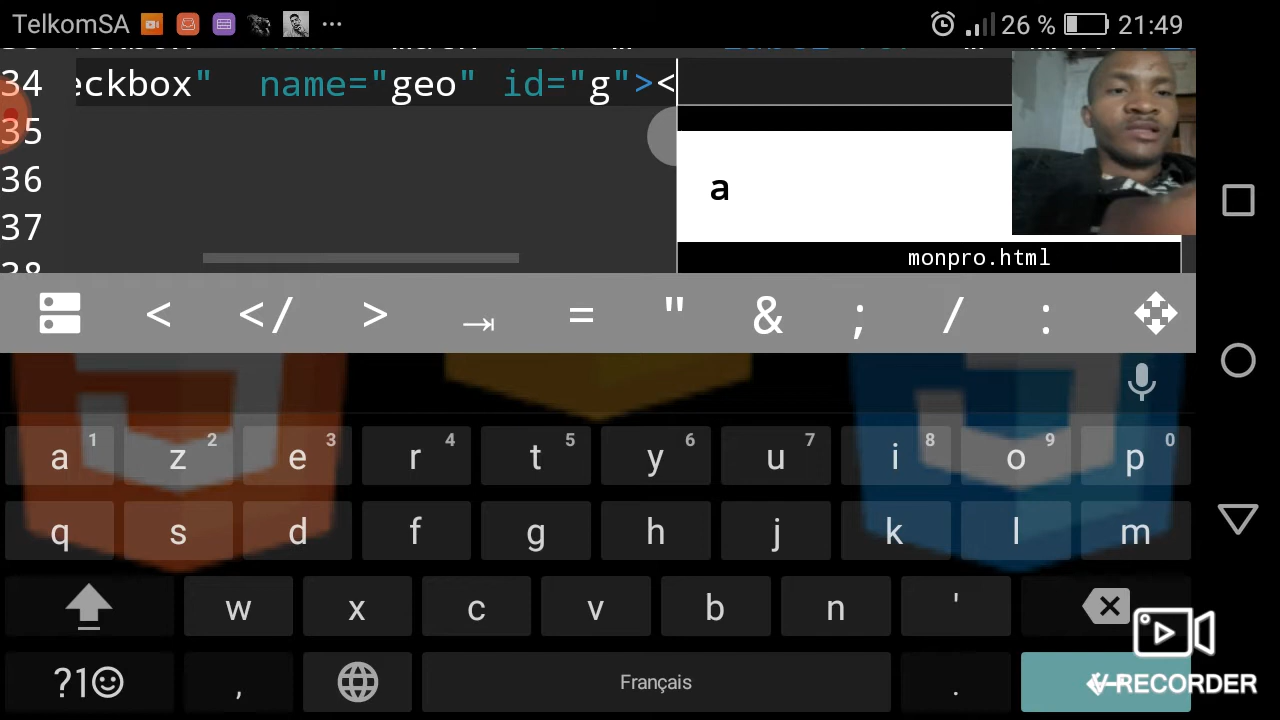 TelkomSA ... 26 % 21:49
34 eckbox" name="geo" id="g"><
35
36
37
38
a
monpro.html
< </ > ⇥ = " & ; / :
a 1 z 2 e 3 r 4 t 5 y 6 u 7 i 8 o 9 p 0
q s d f g h j k l m
w x c v b n '
?1☺ , Français .
V-RECORDER